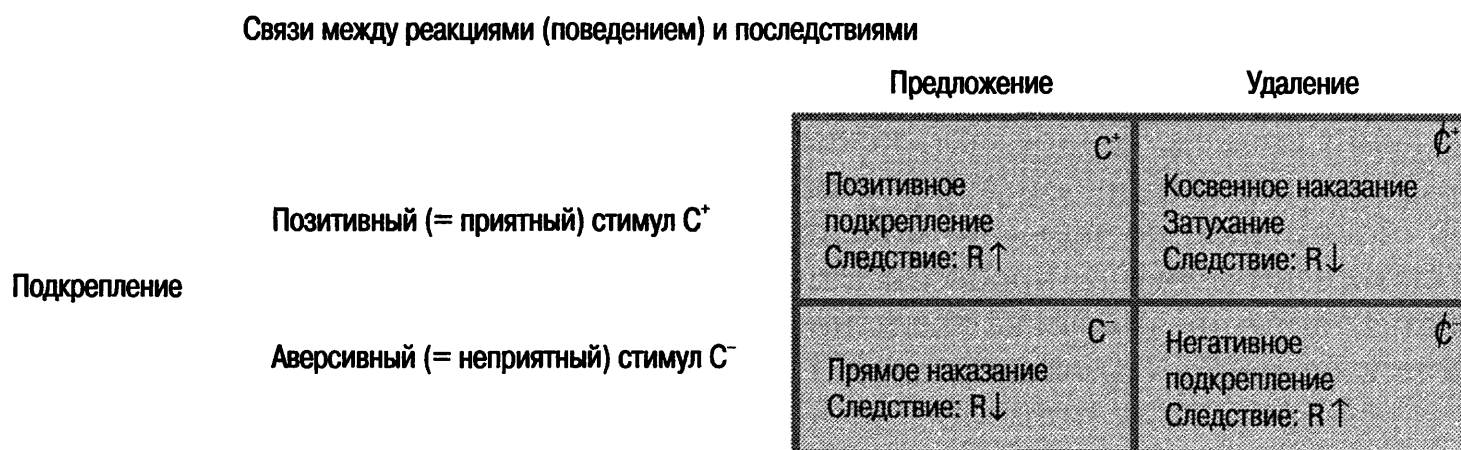 Связи между реакциями (поведением) и последствиями
Предложение
Удаление
Подкрепление
Позитивный (= приятный) стимул C⁺
C⁺
Позитивное
подкрепление
Следствие: R↑
C̸⁺
Косвенное наказание
Затухание
Следствие: R↓
Аверсивный (= неприятный) стимул C⁻
C⁻
Прямое наказание
Следствие: R↓
C̸⁻
Негативное
подкрепление
Следствие: R↑